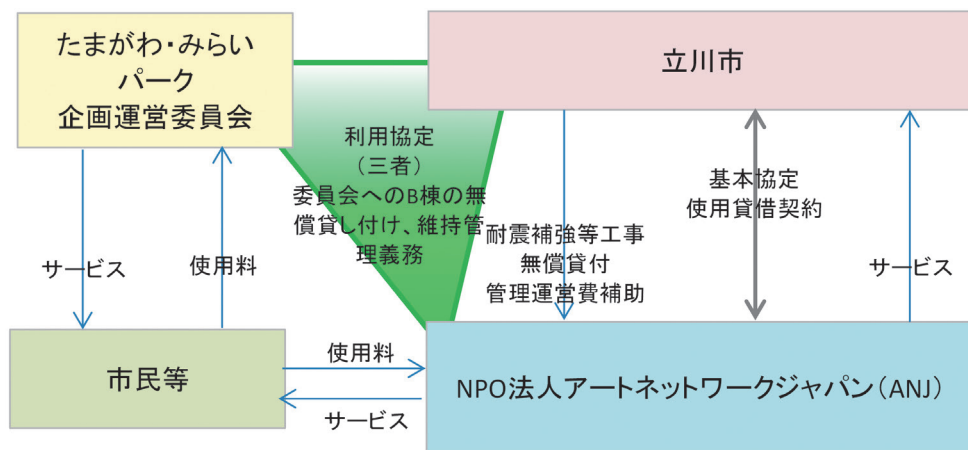 たまがわ・みらい
パーク
企画運営委員会
立川市
利用協定
（三者）
委員会へのB棟の無
償貸し付け、維持管
理義務
基本協定
使用貸借契約
耐震補強等工事
無償貸付
管理運営費補助
サービス
使用料
サービス
市民等
使用料
サービス
NPO法人アートネットワークジャパン（ANJ）